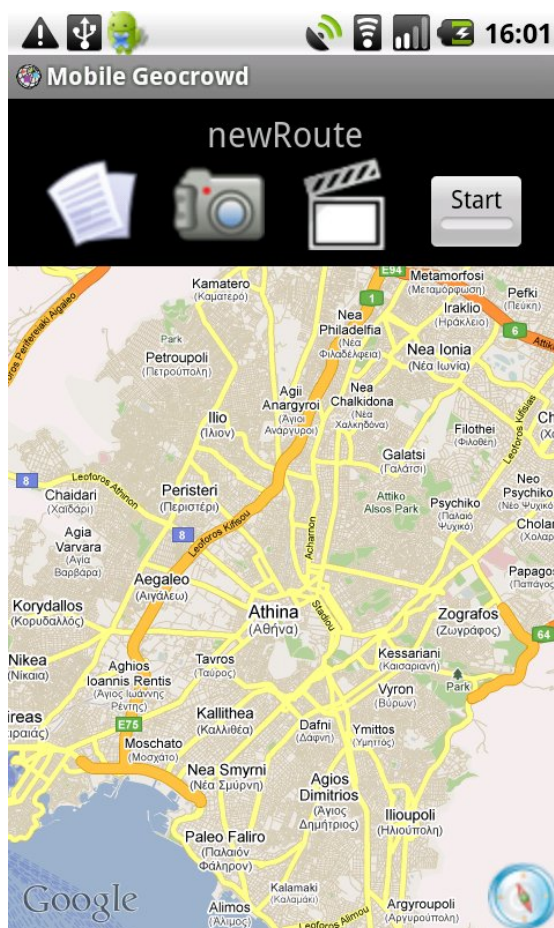 16:01
Mobile Geocrowd
newRoute
Start
E94
Metamorfosi
(Μεταμόρφωση)
Kamatero
(Καματερό)
1
Pefki
(Πεύκη)
Iraklio
(Ηράκλειο)
Nea
Philadelfia
(Νέα
Φιλαδέλφεια)
6
Park
Petroupoli
(Πετρούπολη)
Nea Ionia
(Νέα Ιωνία)
Agii
Anargyroi
(Άγιοι
Ανάργυροι)
Nea
Chalkidona
(Νέα
Χαλκηδόνα)
Leoforos Kifisias
Ilio
(Ίλιον)
Filothei
(Φιλοθέη)
Galatsi
(Γαλάτσι)
8
Leoforos Athinon
Chaidari
(Χαϊδάρι)
Peristeri
(Περιστέρι)
Attiko
Alsos Park
Psychiko
(Παλαιό
Ψυχικό)
Neo
Psychiko
(Νέο Ψυχικό)
8
Leoforos Kifisou
Acharnon
Agia
Varvara
(Αγία
Βαρβάρα)
Aegaleo
(Αιγάλεω)
Korydallos
(Κορυδαλλός)
Athina
(Αθήνα)
Stadiou
Zografos
(Ζωγράφος)
64
Nikea
(Νίκαια)
Aghios
Ioannis Rentis
(Άγιος Ιωάννης
Ρέντης)
Tavros
(Ταύρος)
Kessariani
(Καισαριανή)
Vyron
(Βύρων)
Park
E75
Kallithea
(Καλλιθέα)
Dafni
(Δάφνη)
Ymittos
(Υμηττός)
Moschato
(Μοσχάτο)
Nea Smyrni
(Νέα Σμύρνη)
Agios
Dimitrios
(Άγιος
Δημήτριος)
Ilioupoli
(Ηλιούπολη)
Paleo Faliro
(Παλαιόν
Φάληρον)
Google
Alimos
(Άλιμος)
Kalamaki
(Καλαμάκι)
Leoforos Alimou
Argyroupoli
(Αργυρούπολη)